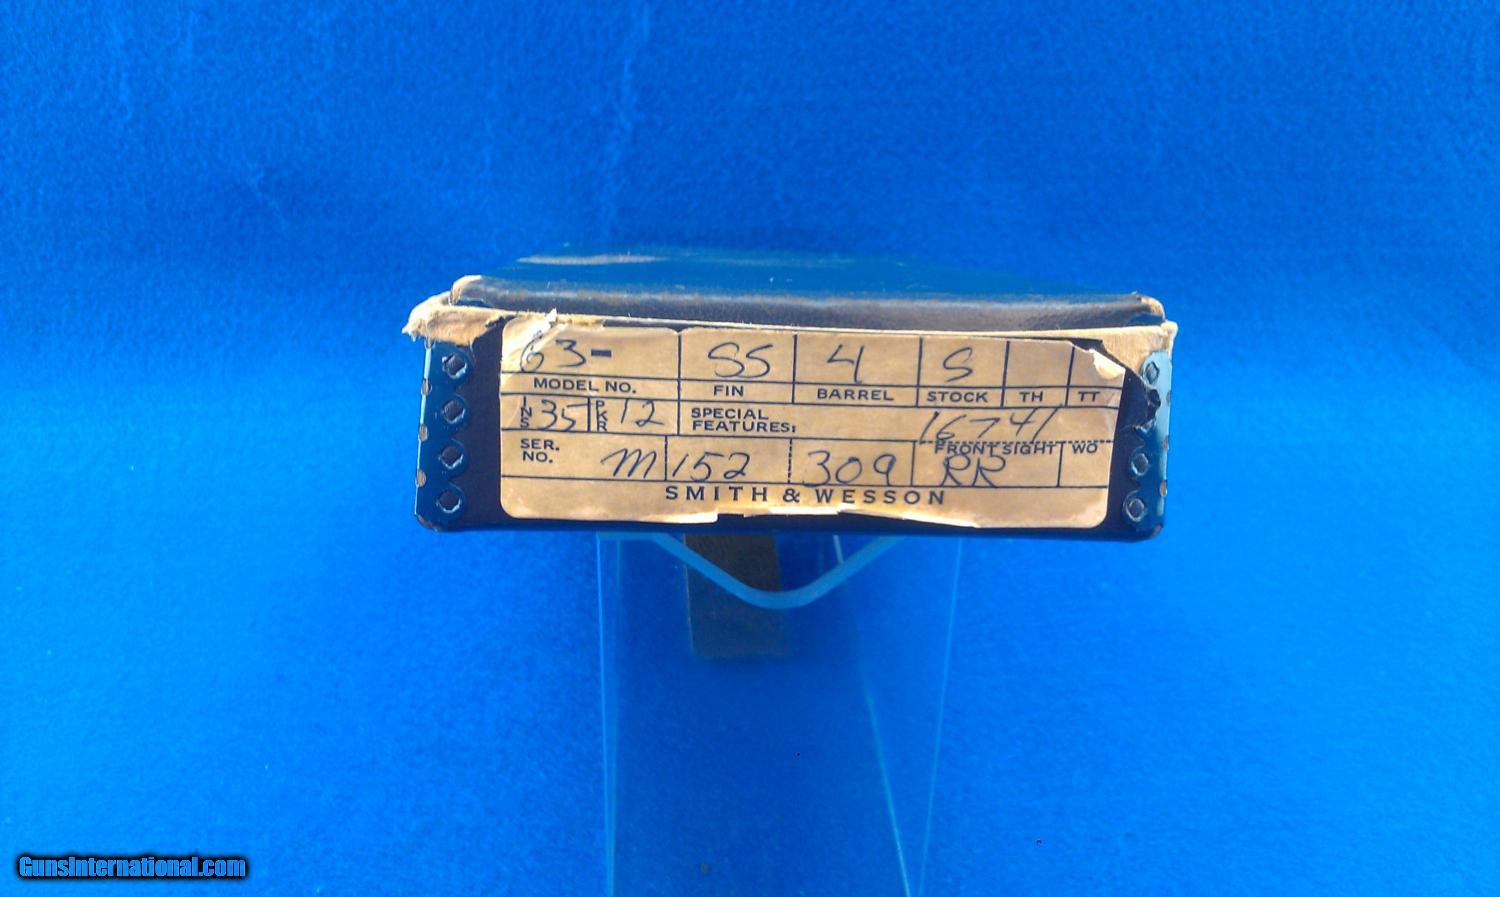 63- SS 4 S
MODEL NO. FIN BARREL STOCK TH TT
INS 35 PKR 12 SPECIAL FEATURES: 16741
SER. NO. M 152 309 FRONT SIGHT RR WO
SMITH & WESSON
GunsInternational.com